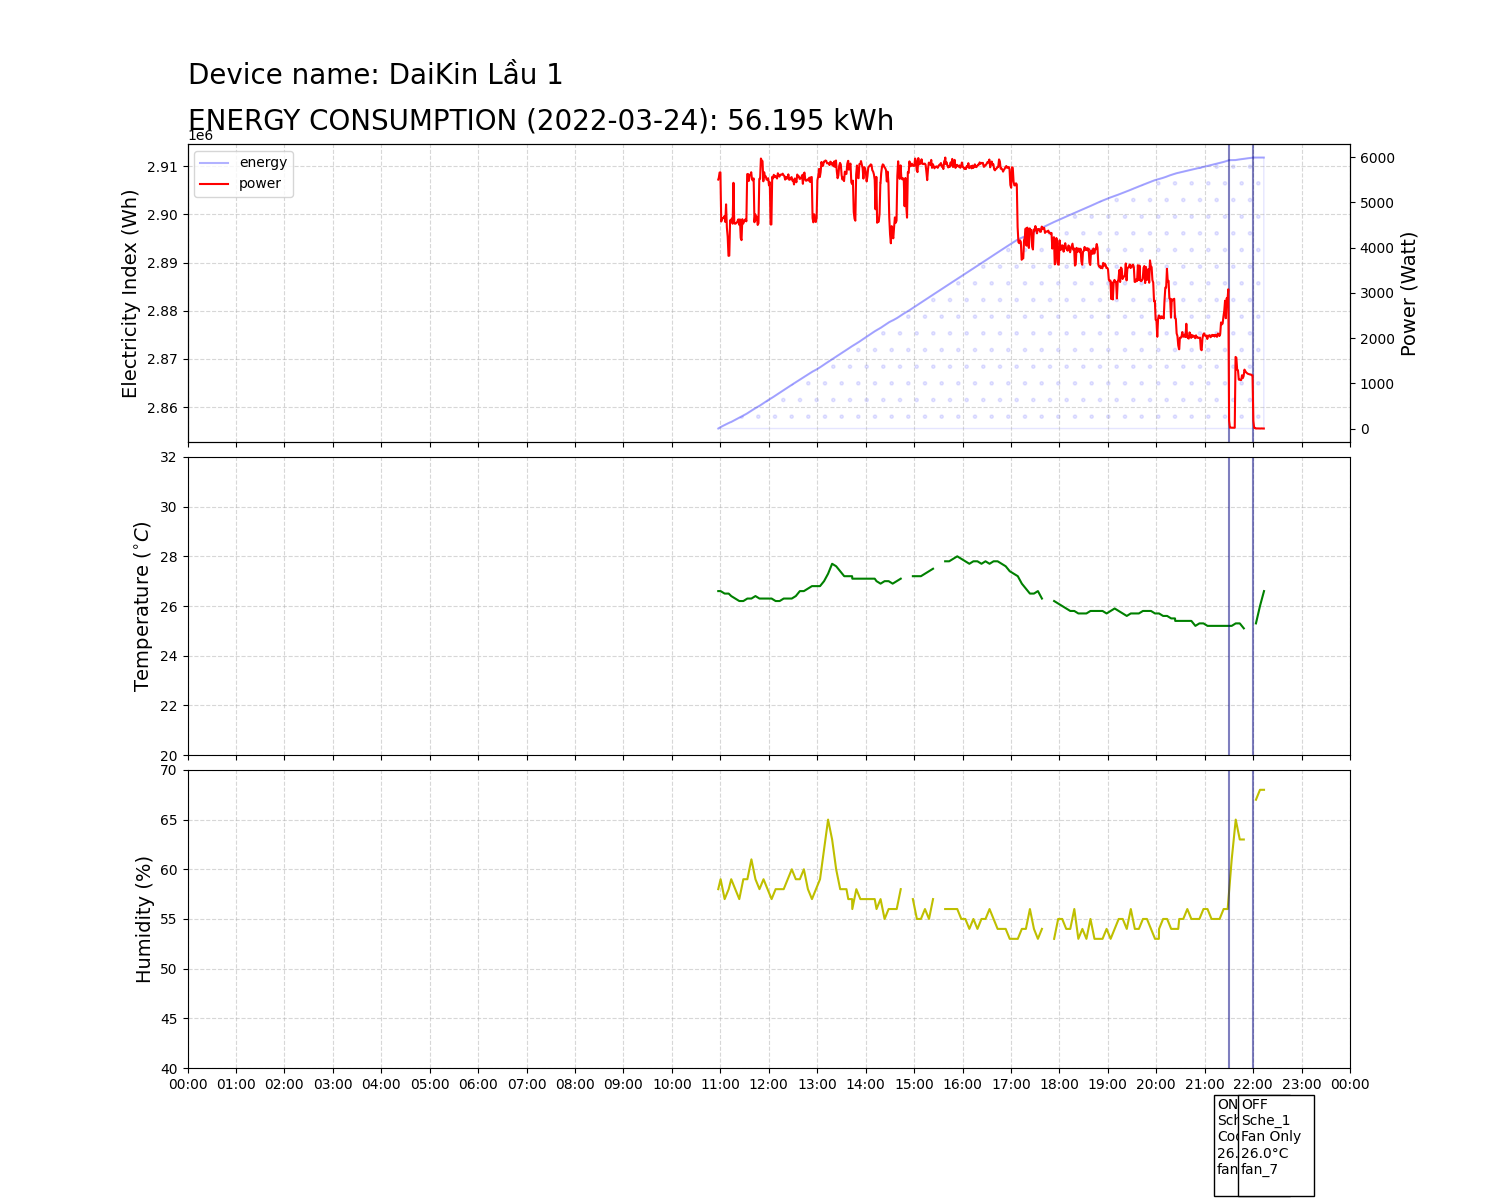 Device name: DaiKin Lầu 1
ENERGY CONSUMPTION (2022-03-24): 56.195 kWh
1e6
energy
power
2.91
2.90
2.89
2.88
2.87
2.86
Electricity Index (Wh)
6000
5000
4000
3000
2000
1000
0
Power (Watt)
32
30
28
26
24
22
20
Temperature (°C)
70
65
60
55
50
45
40
Humidity (%)
00:00 01:00 02:00 03:00 04:00 05:00 06:00 07:00 08:00 09:00 10:00 11:00 12:00 13:00 14:00 15:00 16:00 17:00 18:00 19:00 20:00 21:00 22:00 23:00 00:00
ON
OFF
Sche_1
Fan Only
26.0°C
fan_7